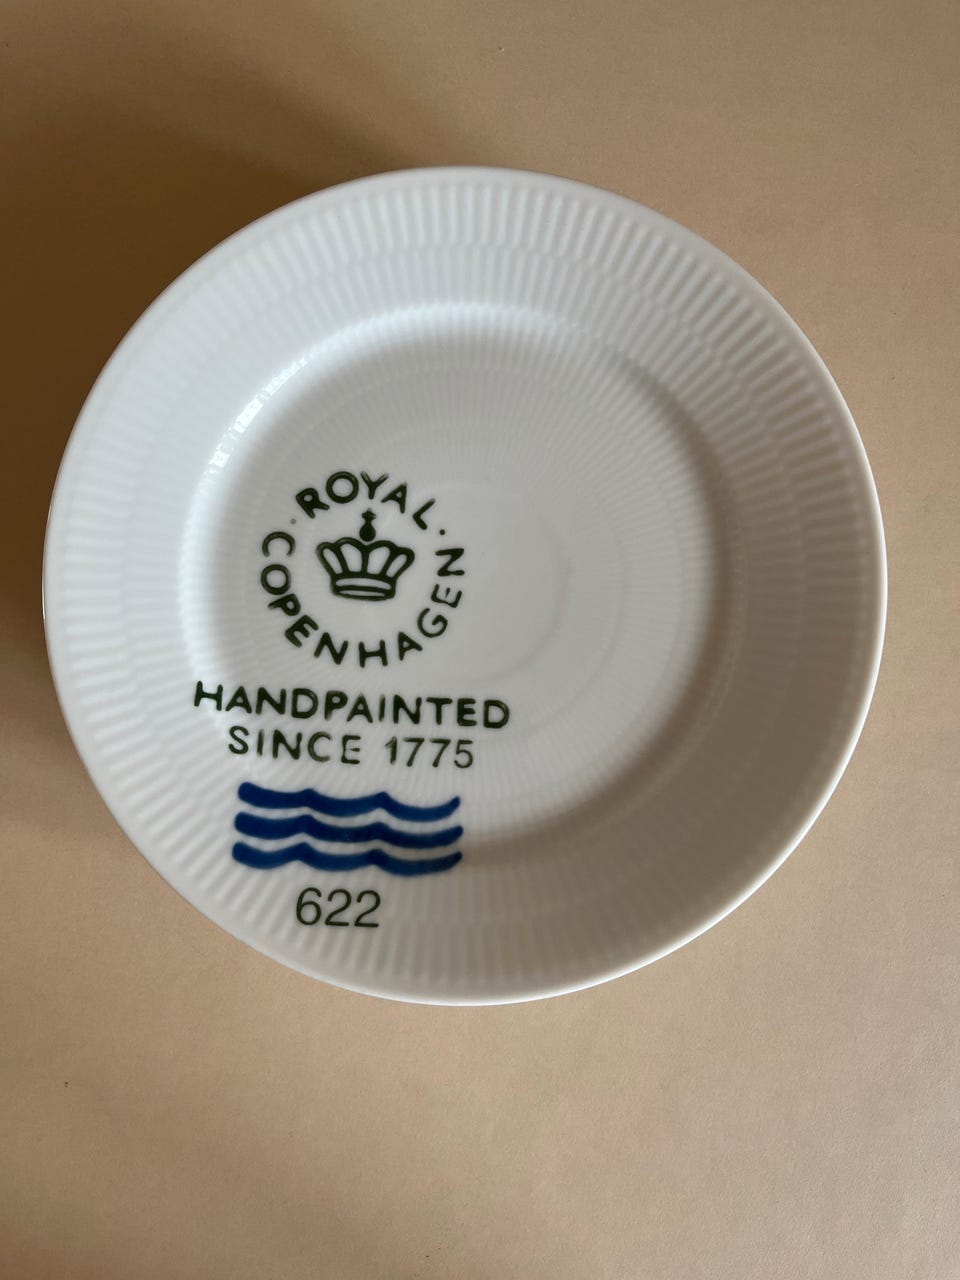 ROYAL
COPENHAGEN
HANDPAINTED
SINCE 1775
622